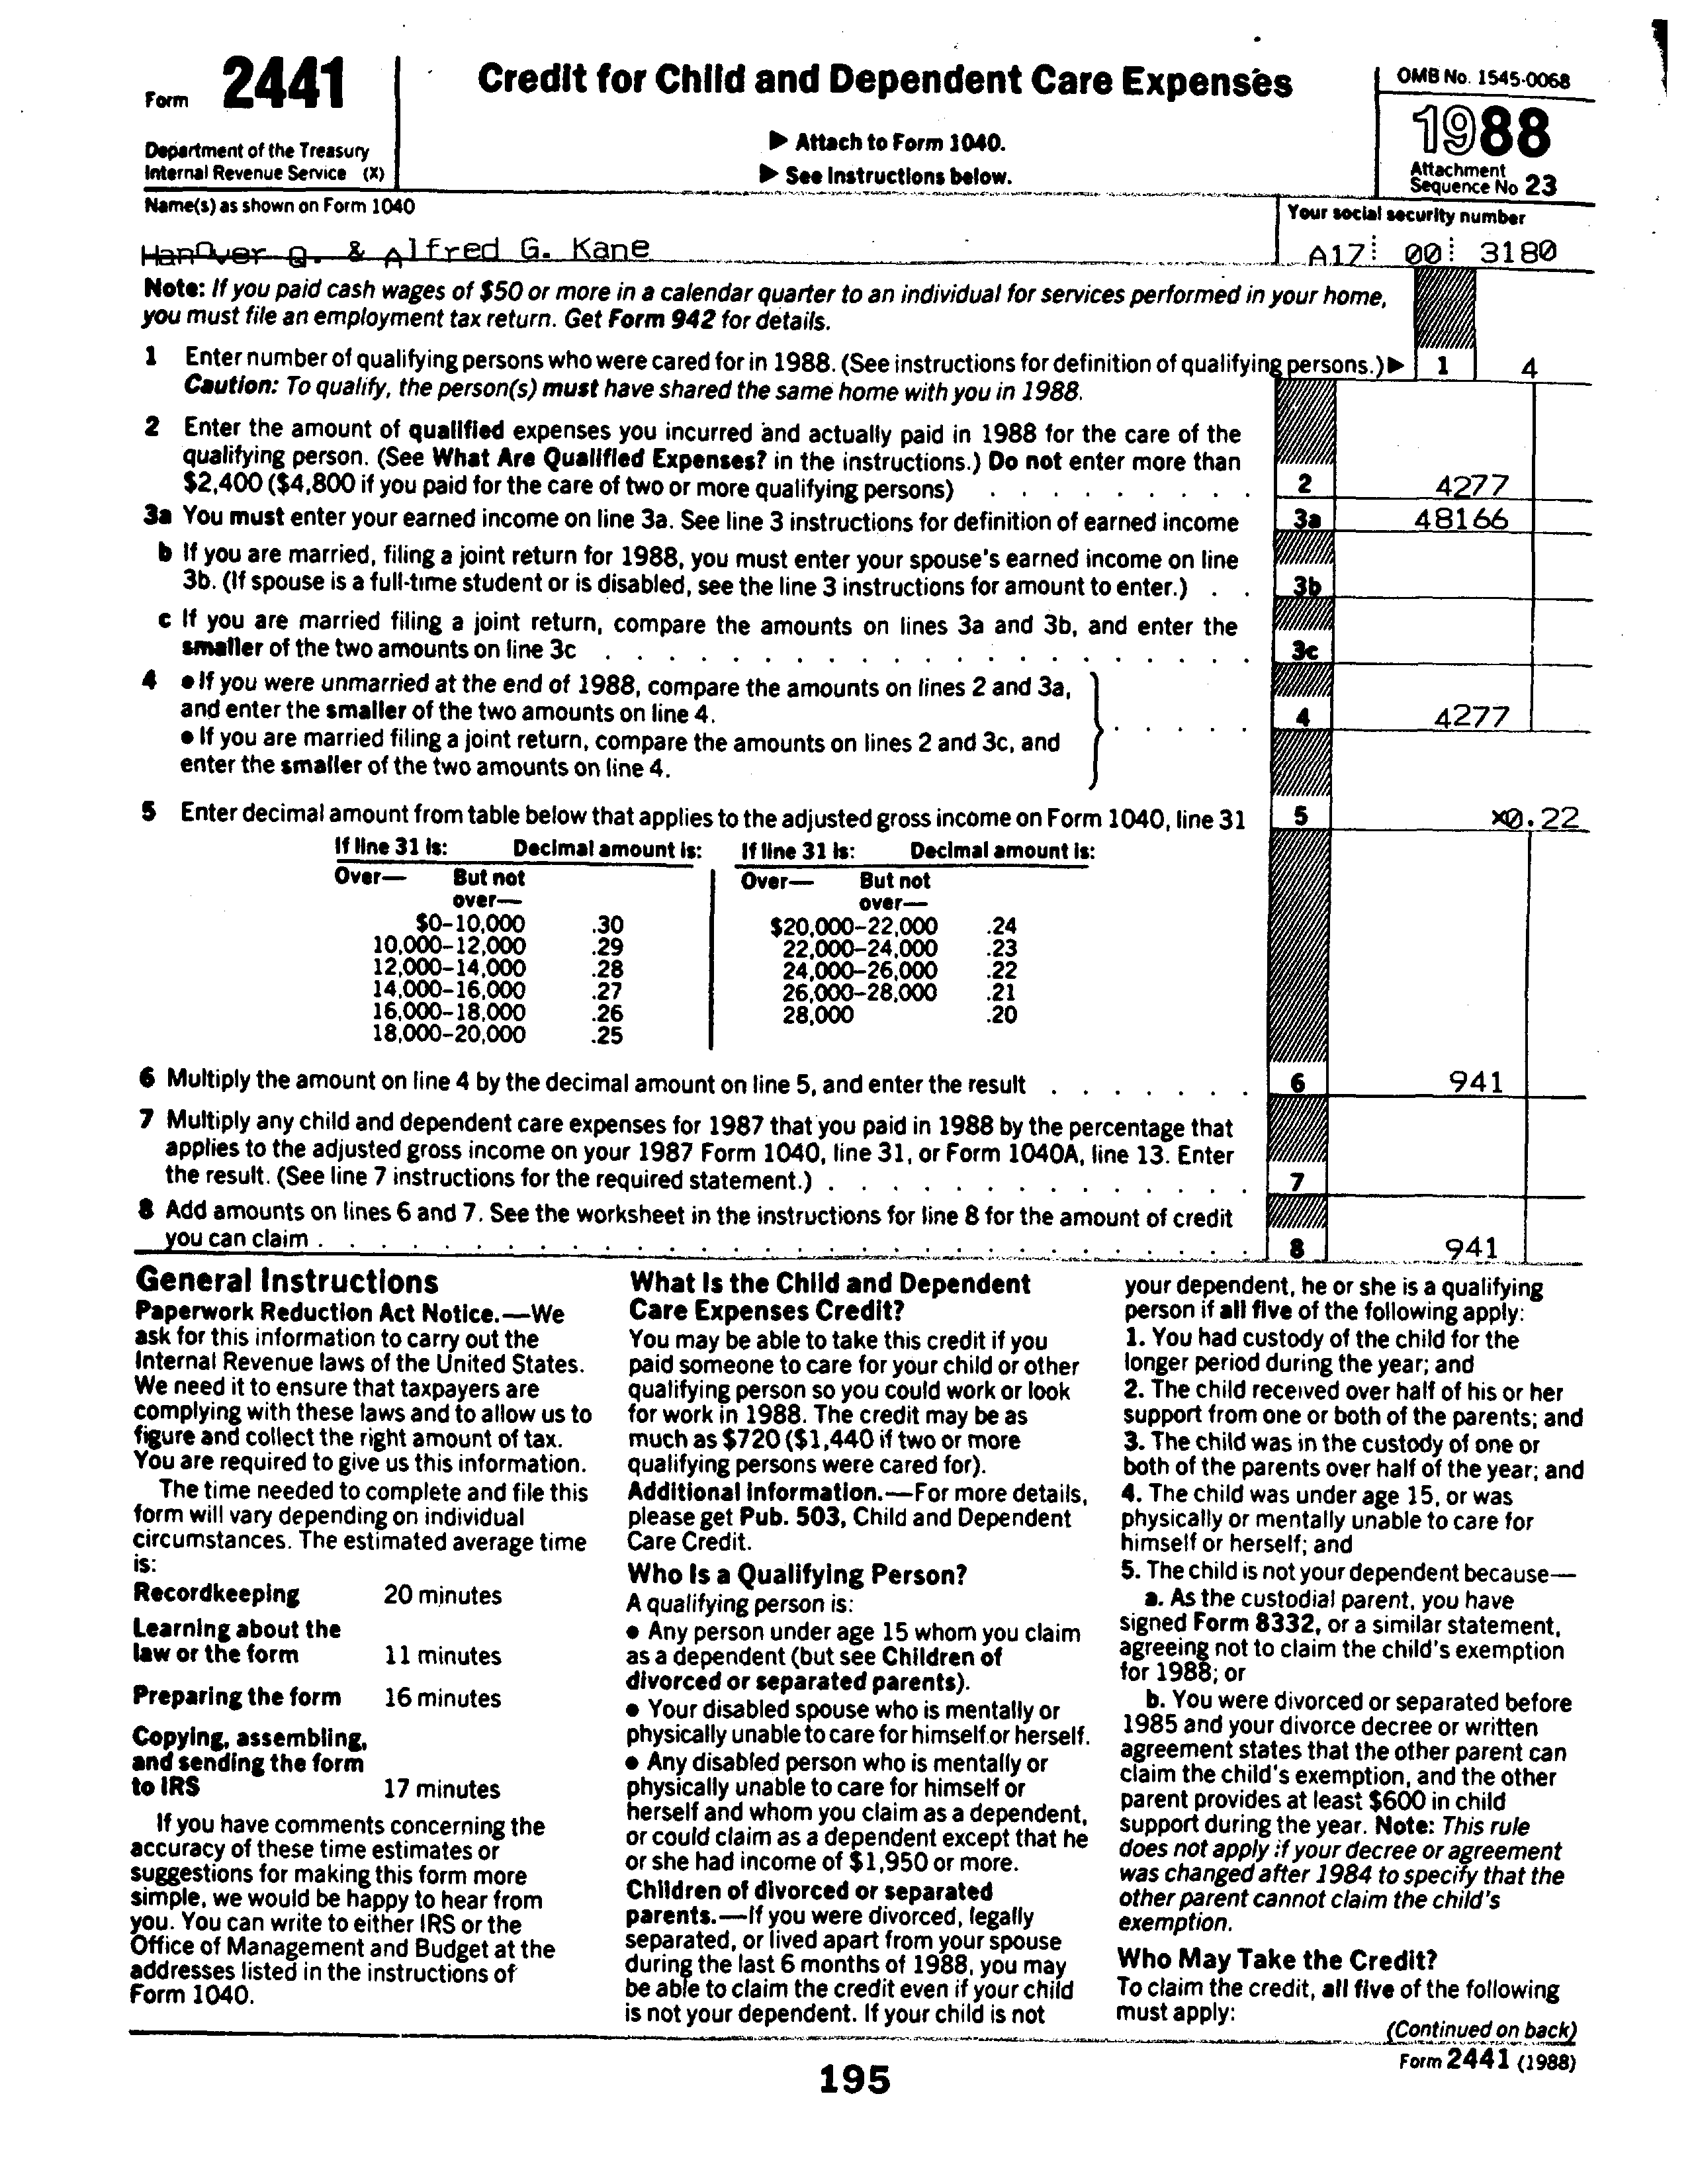 Form 2441
Department of the Treasury
Internal Revenue Service (X)
Credit for Child and Dependent Care Expenses
▶ Attach to Form 1040.
▶ See Instructions below.
OMB No. 1545-0068
1988
Attachment
Sequence No 23
Name(s) as shown on Form 1040
Your social security number
Hanover Q. & Alfred G. Kane
A17 00 3180
Note: If you paid cash wages of $50 or more in a calendar quarter to an individual for services performed in your home,
you must file an employment tax return. Get Form 942 for details.
1 Enter number of qualifying persons who were cared for in 1988. (See instructions for definition of qualifying persons.) ▶ 1 4
Caution: To qualify, the person(s) must have shared the same home with you in 1988.
2 Enter the amount of qualified expenses you incurred and actually paid in 1988 for the care of the
qualifying person. (See What Are Qualified Expenses? in the instructions.) Do not enter more than
$2,400 ($4,800 if you paid for the care of two or more qualifying persons) . . . . . . . . . 2 4277
3a You must enter your earned income on line 3a. See line 3 instructions for definition of earned income 3a 48166
b If you are married, filing a joint return for 1988, you must enter your spouse's earned income on line
3b. (If spouse is a full-time student or is disabled, see the line 3 instructions for amount to enter.) . . 3b
c If you are married filing a joint return, compare the amounts on lines 3a and 3b, and enter the
smaller of the two amounts on line 3c . . . . . . . . . . . . . . . . . . . . . 3c
4 ● If you were unmarried at the end of 1988, compare the amounts on lines 2 and 3a,
and enter the smaller of the two amounts on line 4. . . . . . 4 4277
● If you are married filing a joint return, compare the amounts on lines 2 and 3c, and
enter the smaller of the two amounts on line 4.
5 Enter decimal amount from table below that applies to the adjusted gross income on Form 1040, line 31 5 ×0.22
If line 31 is: Decimal amount is: If line 31 is: Decimal amount is:
Over— But not over— Over— But not over—
$0–10,000 .30 $20,000–22,000 .24
10,000–12,000 .29 22,000–24,000 .23
12,000–14,000 .28 24,000–26,000 .22
14,000–16,000 .27 26,000–28,000 .21
16,000–18,000 .26 28,000 .20
18,000–20,000 .25
6 Multiply the amount on line 4 by the decimal amount on line 5, and enter the result . . . . . . . 6 941
7 Multiply any child and dependent care expenses for 1987 that you paid in 1988 by the percentage that
applies to the adjusted gross income on your 1987 Form 1040, line 31, or Form 1040A, line 13. Enter
the result. (See line 7 instructions for the required statement.) . . . . . . . . . . . . . . 7
8 Add amounts on lines 6 and 7. See the worksheet in the instructions for line 8 for the amount of credit
you can claim . . . . . . . . . . . . . . . . . . . . . . . . . . . . . . 8 941
General Instructions
Paperwork Reduction Act Notice.—We
ask for this information to carry out the
Internal Revenue laws of the United States.
We need it to ensure that taxpayers are
complying with these laws and to allow us to
figure and collect the right amount of tax.
You are required to give us this information.
The time needed to complete and file this
form will vary depending on individual
circumstances. The estimated average time
is:
Recordkeeping 20 minutes
Learning about the
law or the form 11 minutes
Preparing the form 16 minutes
Copying, assembling,
and sending the form
to IRS 17 minutes
If you have comments concerning the
accuracy of these time estimates or
suggestions for making this form more
simple, we would be happy to hear from
you. You can write to either IRS or the
Office of Management and Budget at the
addresses listed in the instructions of
Form 1040.
What Is the Child and Dependent
Care Expenses Credit?
You may be able to take this credit if you
paid someone to care for your child or other
qualifying person so you could work or look
for work in 1988. The credit may be as
much as $720 ($1,440 if two or more
qualifying persons were cared for).
Additional Information.—For more details,
please get Pub. 503, Child and Dependent
Care Credit.
Who Is a Qualifying Person?
A qualifying person is:
● Any person under age 15 whom you claim
as a dependent (but see Children of
divorced or separated parents).
● Your disabled spouse who is mentally or
physically unable to care for himself or herself.
● Any disabled person who is mentally or
physically unable to care for himself or
herself and whom you claim as a dependent,
or could claim as a dependent except that he
or she had income of $1,950 or more.
Children of divorced or separated
parents.—If you were divorced, legally
separated, or lived apart from your spouse
during the last 6 months of 1988, you may
be able to claim the credit even if your child
is not your dependent. If your child is not
your dependent, he or she is a qualifying
person if all five of the following apply:
1. You had custody of the child for the
longer period during the year; and
2. The child received over half of his or her
support from one or both of the parents; and
3. The child was in the custody of one or
both of the parents over half of the year; and
4. The child was under age 15, or was
physically or mentally unable to care for
himself or herself; and
5. The child is not your dependent because—
a. As the custodial parent, you have
signed Form 8332, or a similar statement,
agreeing not to claim the child's exemption
for 1988; or
b. You were divorced or separated before
1985 and your divorce decree or written
agreement states that the other parent can
claim the child's exemption, and the other
parent provides at least $600 in child
support during the year. Note: This rule
does not apply if your decree or agreement
was changed after 1984 to specify that the
other parent cannot claim the child's
exemption.
Who May Take the Credit?
To claim the credit, all five of the following
must apply:
(Continued on back)
Form 2441 (1988)
195